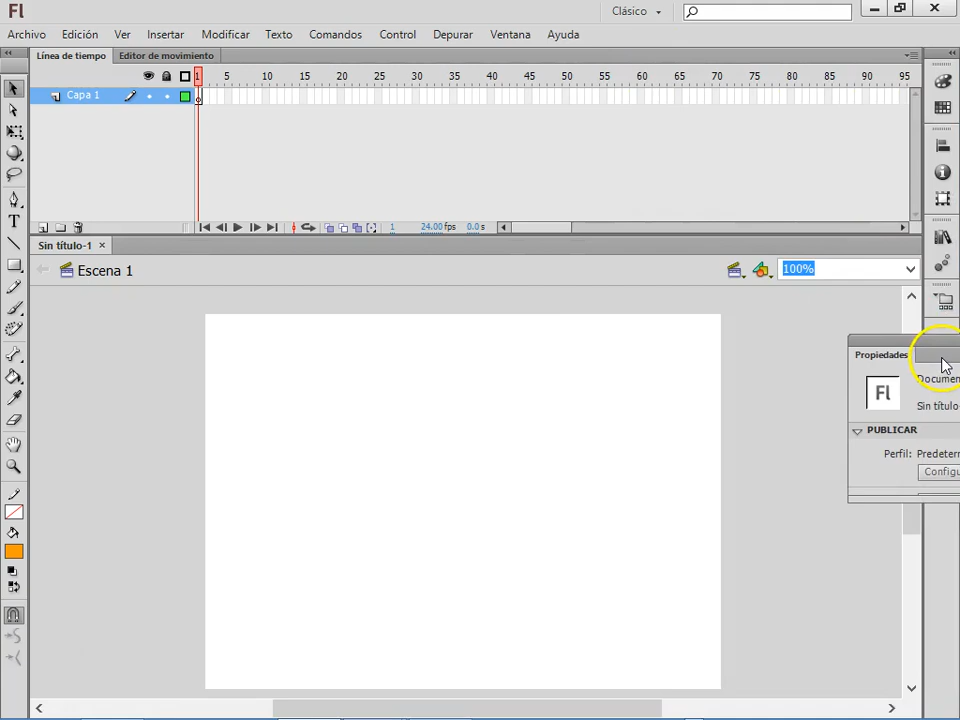 Fl
Clásico
Archivo Edición Ver Insertar Modificar Texto Comandos Control Depurar Ventana Ayuda
Línea de tiempo Editor de movimiento
1 5 10 15 20 25 30 35 40 45 50 55 60 65 70 75 80 85 90 95
Capa 1
1 24.00 fps 0.0 s
Sin título-1
Escena 1
100%
Propiedades
Fl
Documen
Sin título
PUBLICAR
Perfil: Predeterr
Configu
T